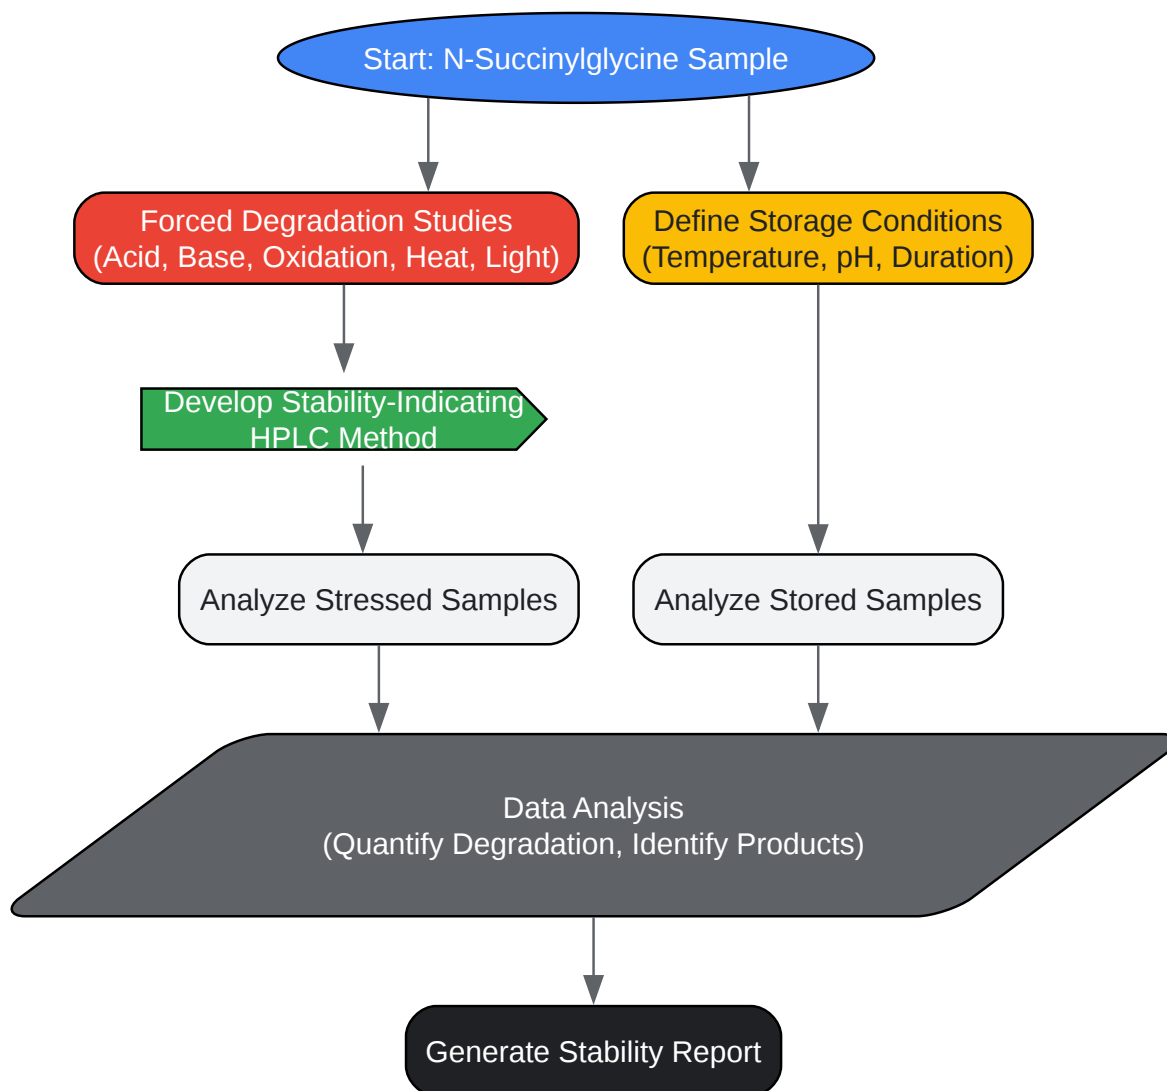 Start: N-Succinylglycine Sample
Forced Degradation Studies
(Acid, Base, Oxidation, Heat, Light)
Define Storage Conditions
(Temperature, pH, Duration)
Develop Stability-Indicating
HPLC Method
Analyze Stressed Samples
Analyze Stored Samples
Data Analysis
(Quantify Degradation, Identify Products)
Generate Stability Report